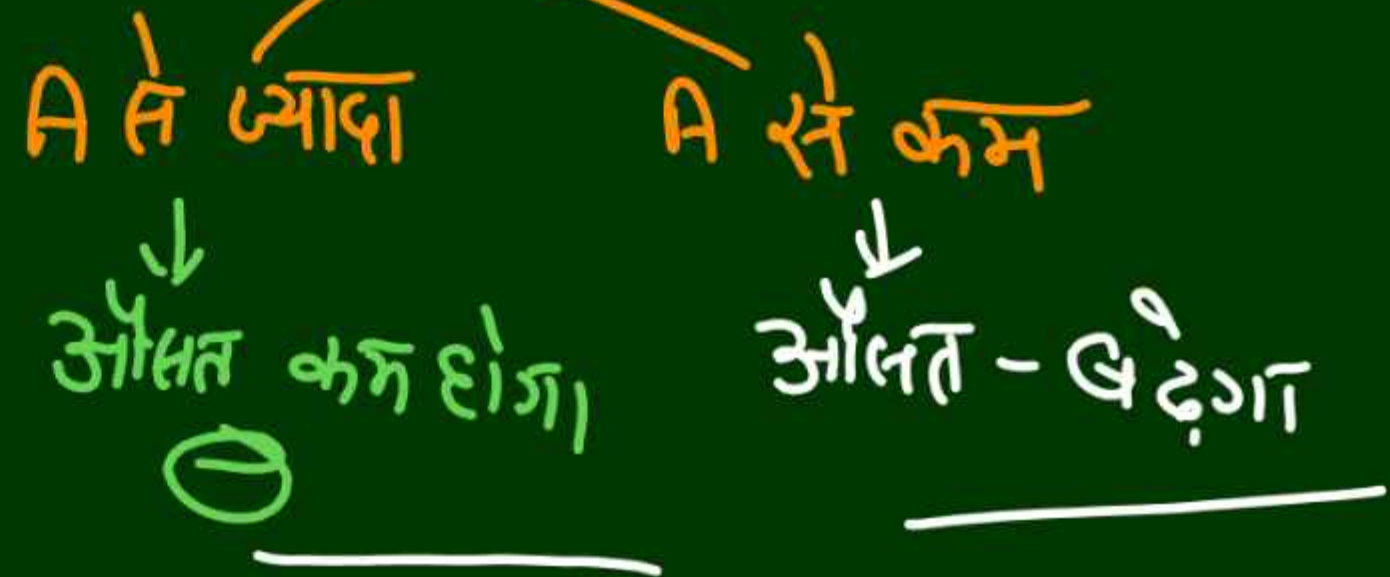 A से ज्यादा A से कम
औसत कम होगा औसत - बढ़ेगा